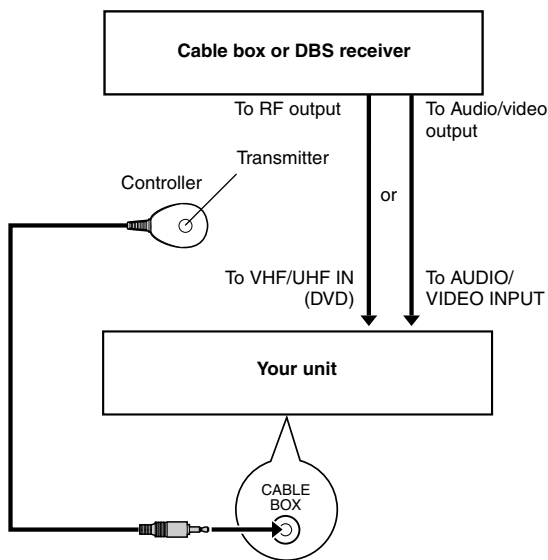 Cable box or DBS receiver
To RF output
To Audio/video
output
Transmitter
Controller
or
To VHF/UHF IN
(DVD)
To AUDIO/
VIDEO INPUT
Your unit
CABLE
BOX